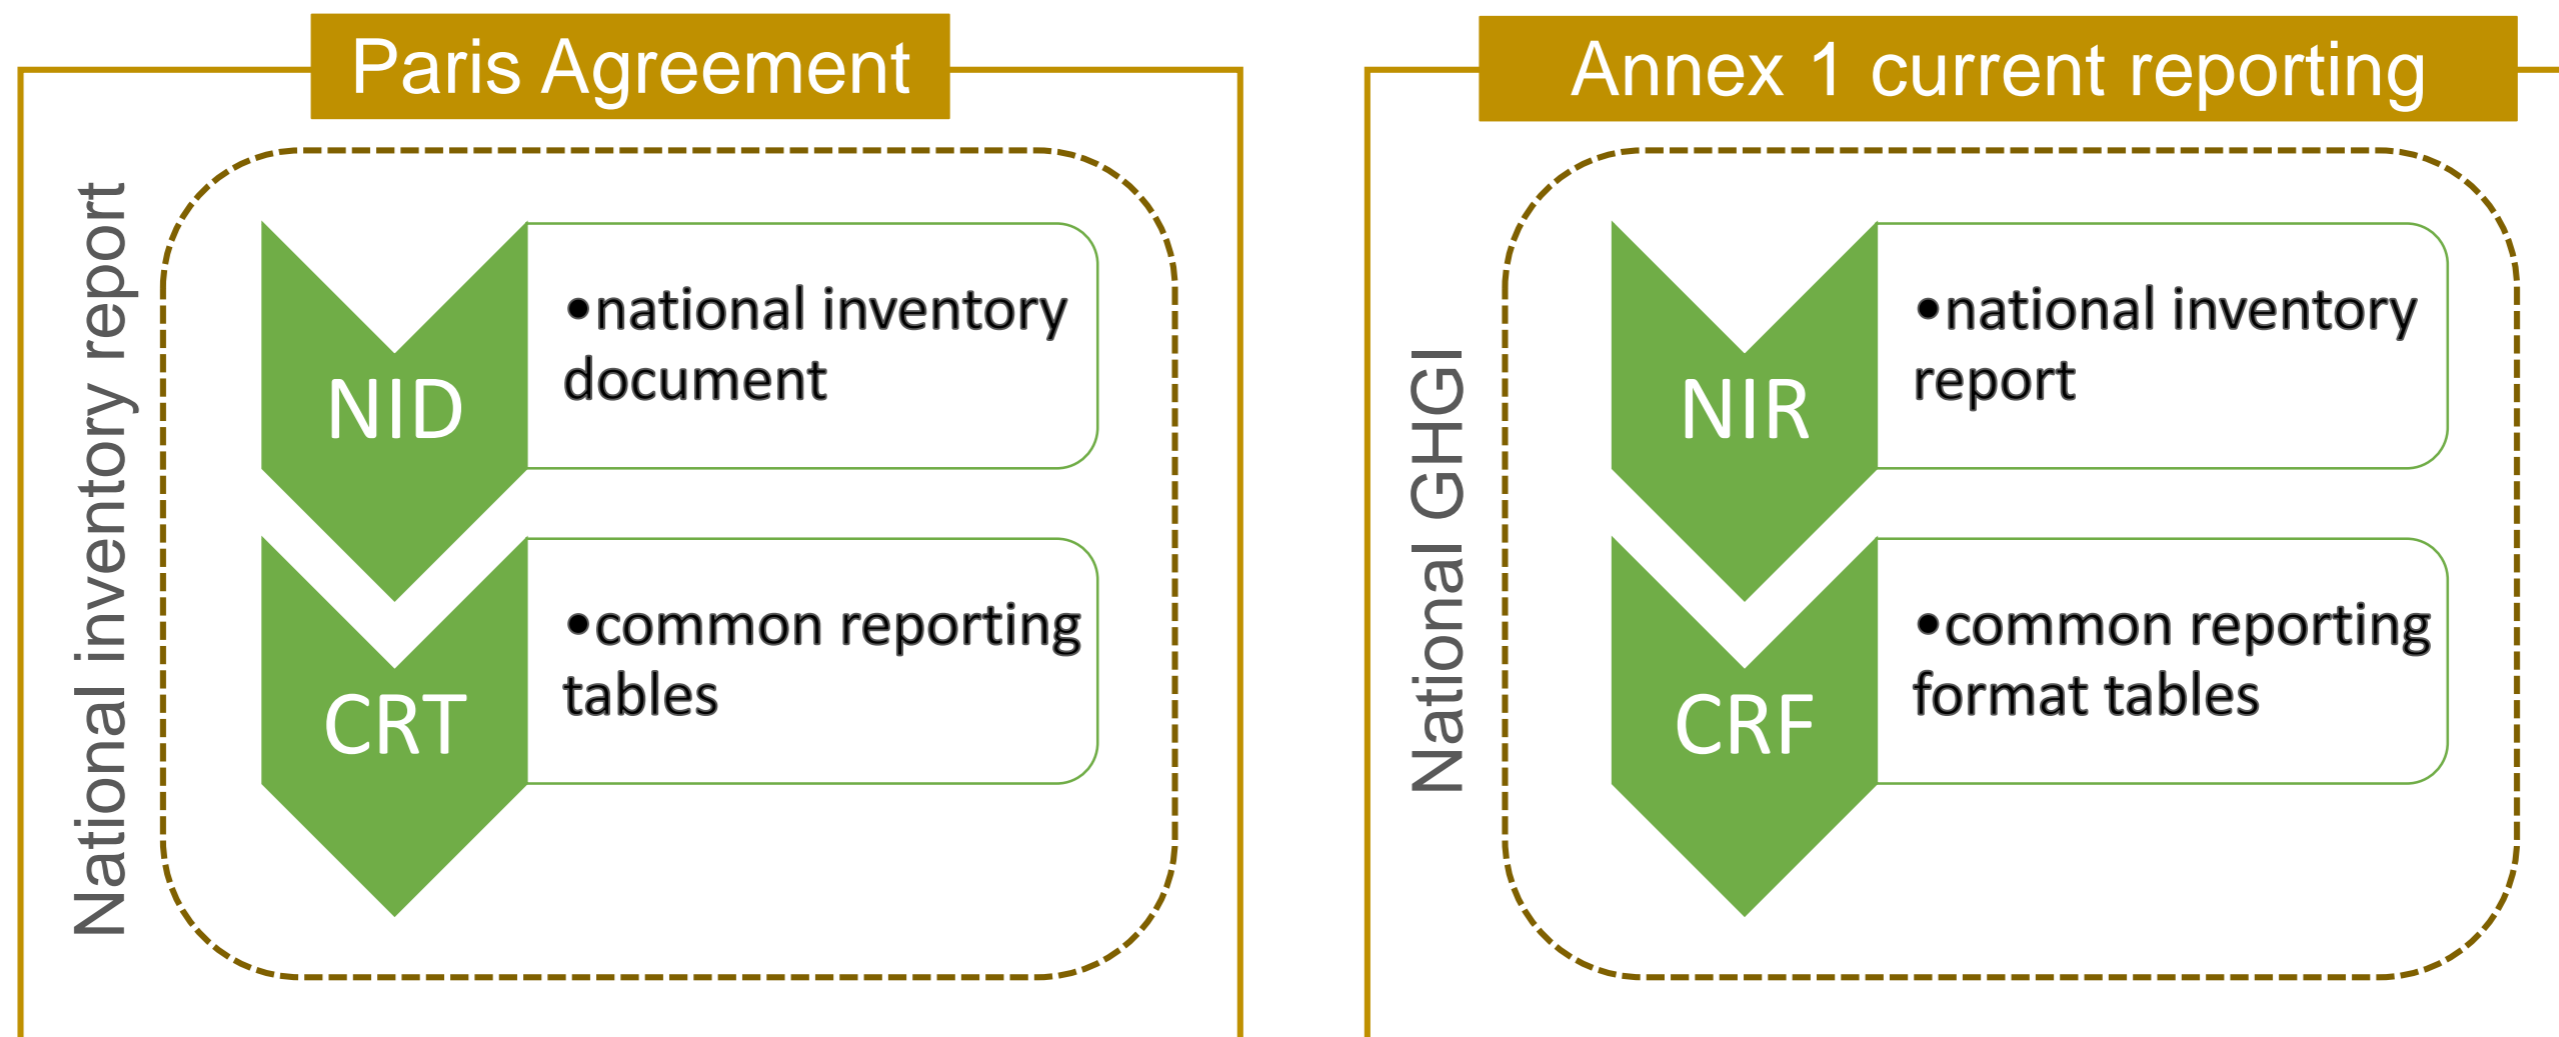 Paris Agreement
National inventory report
NID
•national inventory
document
CRT
•common reporting
tables
Annex 1 current reporting
National GHGI
NIR
•national inventory
report
CRF
•common reporting
format tables